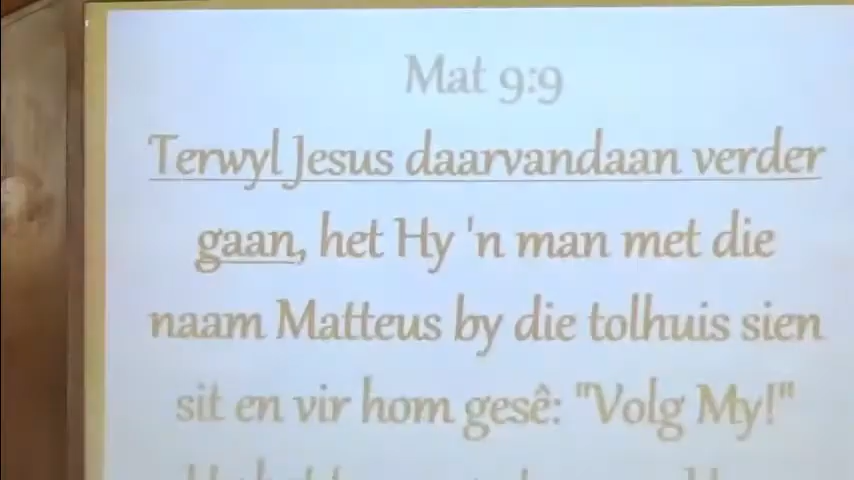 Mat 9:9
Terwyl Jesus daarvandaan verder
gaan, het Hy 'n man met die
naam Matteus by die tolhuis sien
sit en vir hom gesê: "Volg My!"